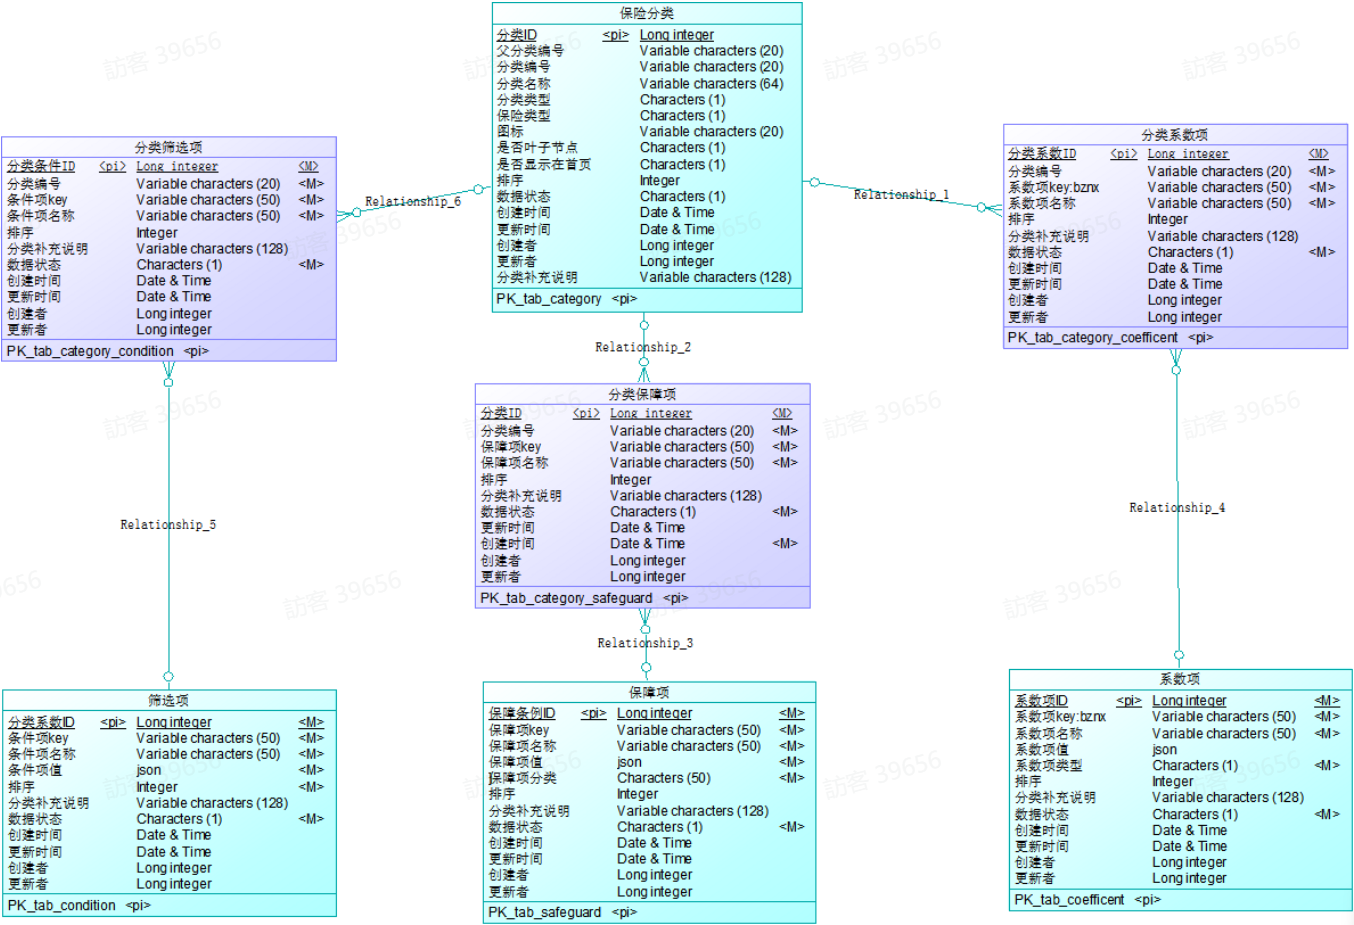 保险分类
分类ID <pi> Long integer
父分类编号 Variable characters (20)
分类编号 Variable characters (20)
分类名称 Variable characters (64)
分类类型 Characters (1)
保险类型 Characters (1)
图标 Variable characters (20)
是否叶子节点 Characters (1)
是否显示在首页 Characters (1)
排序 Integer
数据状态 Characters (1)
创建时间 Date & Time
更新时间 Date & Time
创建者 Long integer
更新者 Long integer
分类补充说明 Variable characters (128)
PK_tab_category <pi>
分类筛选项
分类条件ID <pi> Long integer <M>
分类编号 Variable characters (20) <M>
条件项key Variable characters (50) <M>
条件项名称 Variable characters (50) <M>
排序 Integer
分类补充说明 Variable characters (128)
数据状态 Characters (1) <M>
创建时间 Date & Time
更新时间 Date & Time
创建者 Long integer
更新者 Long integer
PK_tab_category_condition <pi>
Relationship_6
Relationship_1
分类系数项
分类系数ID <pi> Long integer <M>
分类编号 Variable characters (20) <M>
系数项key:bznx Variable characters (50) <M>
系数项名称 Variable characters (50) <M>
排序 Integer
分类补充说明 Variable characters (128)
数据状态 Characters (1) <M>
创建时间 Date & Time
更新时间 Date & Time
创建者 Long integer
更新者 Long integer
PK_tab_category_coefficent <pi>
Relationship_2
分类保障项
分类ID <pi> Long integer <M>
分类编号 Variable characters (20) <M>
保障项key Variable characters (50) <M>
保障项名称 Variable characters (50) <M>
排序 Integer
分类补充说明 Variable characters (128)
数据状态 Characters (1) <M>
更新时间 Date & Time
创建时间 Date & Time <M>
创建者 Long integer
更新者 Long integer
PK_tab_category_safeguard <pi>
Relationship_5
Relationship_4
Relationship_3
筛选项
分类系数ID <pi> Long integer <M>
条件项key Variable characters (50) <M>
条件项名称 Variable characters (50) <M>
条件项值 json <M>
排序 Integer <M>
分类补充说明 Variable characters (128)
数据状态 Characters (1) <M>
创建时间 Date & Time
更新时间 Date & Time
创建者 Long integer
更新者 Long integer
PK_tab_condition <pi>
保障项
保障条例ID <pi> Long integer <M>
保障项key Variable characters (50) <M>
保障项名称 Variable characters (50) <M>
保障项值 json <M>
保障项分类 Characters (50) <M>
排序 Integer
分类补充说明 Variable characters (128)
数据状态 Characters (1) <M>
创建时间 Date & Time
更新时间 Date & Time
创建者 Long integer
更新者 Long integer
PK_tab_safeguard <pi>
系数项
系数项ID <pi> Long integer <M>
系数项key:bznx Variable characters (50) <M>
系数项名称 Variable characters (50) <M>
系数项值 json
系数项类型 Characters (1) <M>
排序 Integer
分类补充说明 Variable characters (128)
数据状态 Characters (1) <M>
创建时间 Date & Time
更新时间 Date & Time
创建者 Long integer
更新者 Long integer
PK_tab_coefficent <pi>
訪客 39656